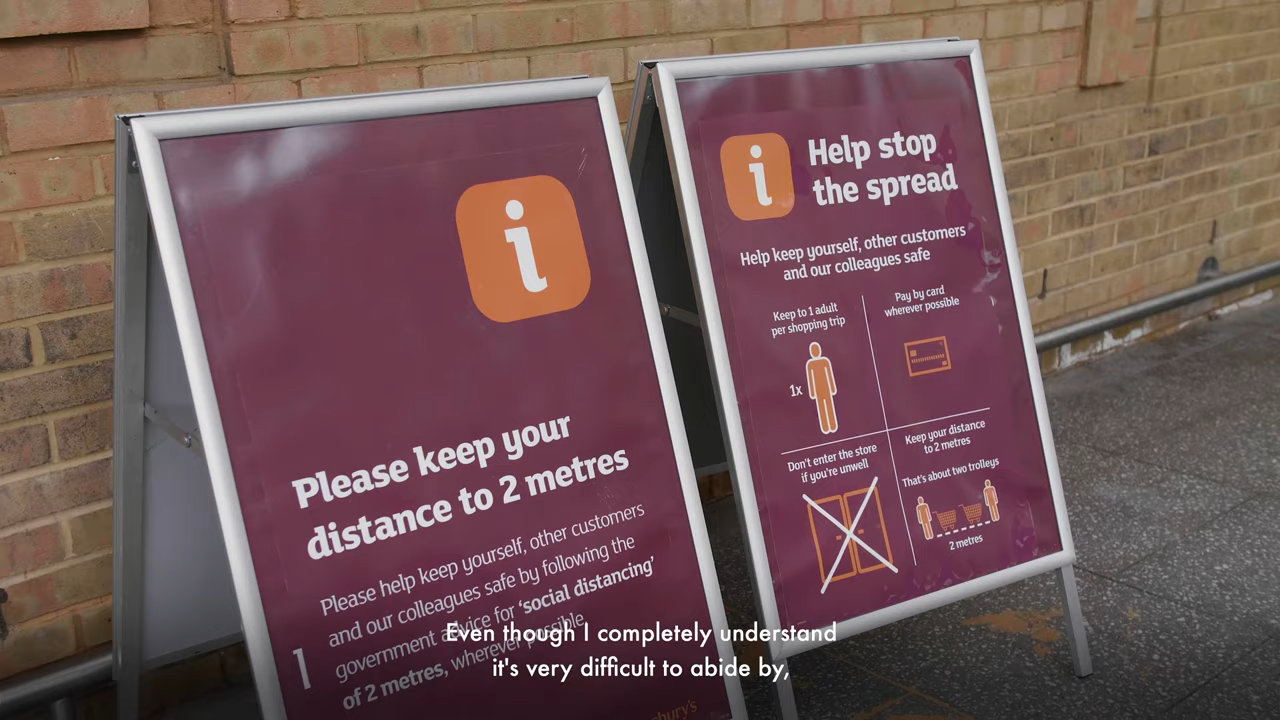 i
Please keep your
distance to 2 metres
Please help keep yourself, other customers
and our colleagues safe by following the
government advice for ‘social distancing’
of 2 metres, wherever possible
i
Help stop
the spread
Help keep yourself, other customers
and our colleagues safe
Keep to 1 adult
per shopping trip
1x
Pay by card
wherever possible
Don't enter the store
if you're unwell
Keep your distance
to 2 metres
That's about two trolleys
2 metres
Even though I completely understand
it's very difficult to abide by,